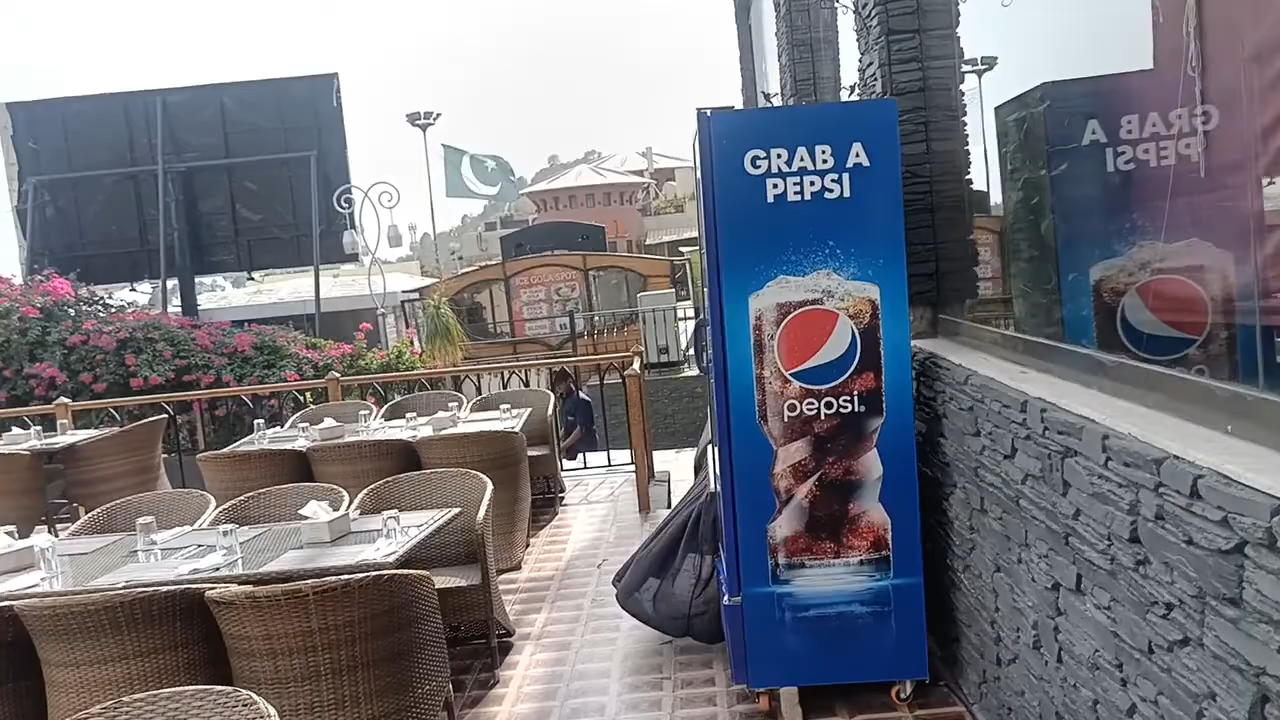 GRAB A
PEPSI
pepsi
ICE GOLA SPOT
GRAB A
PEPSI